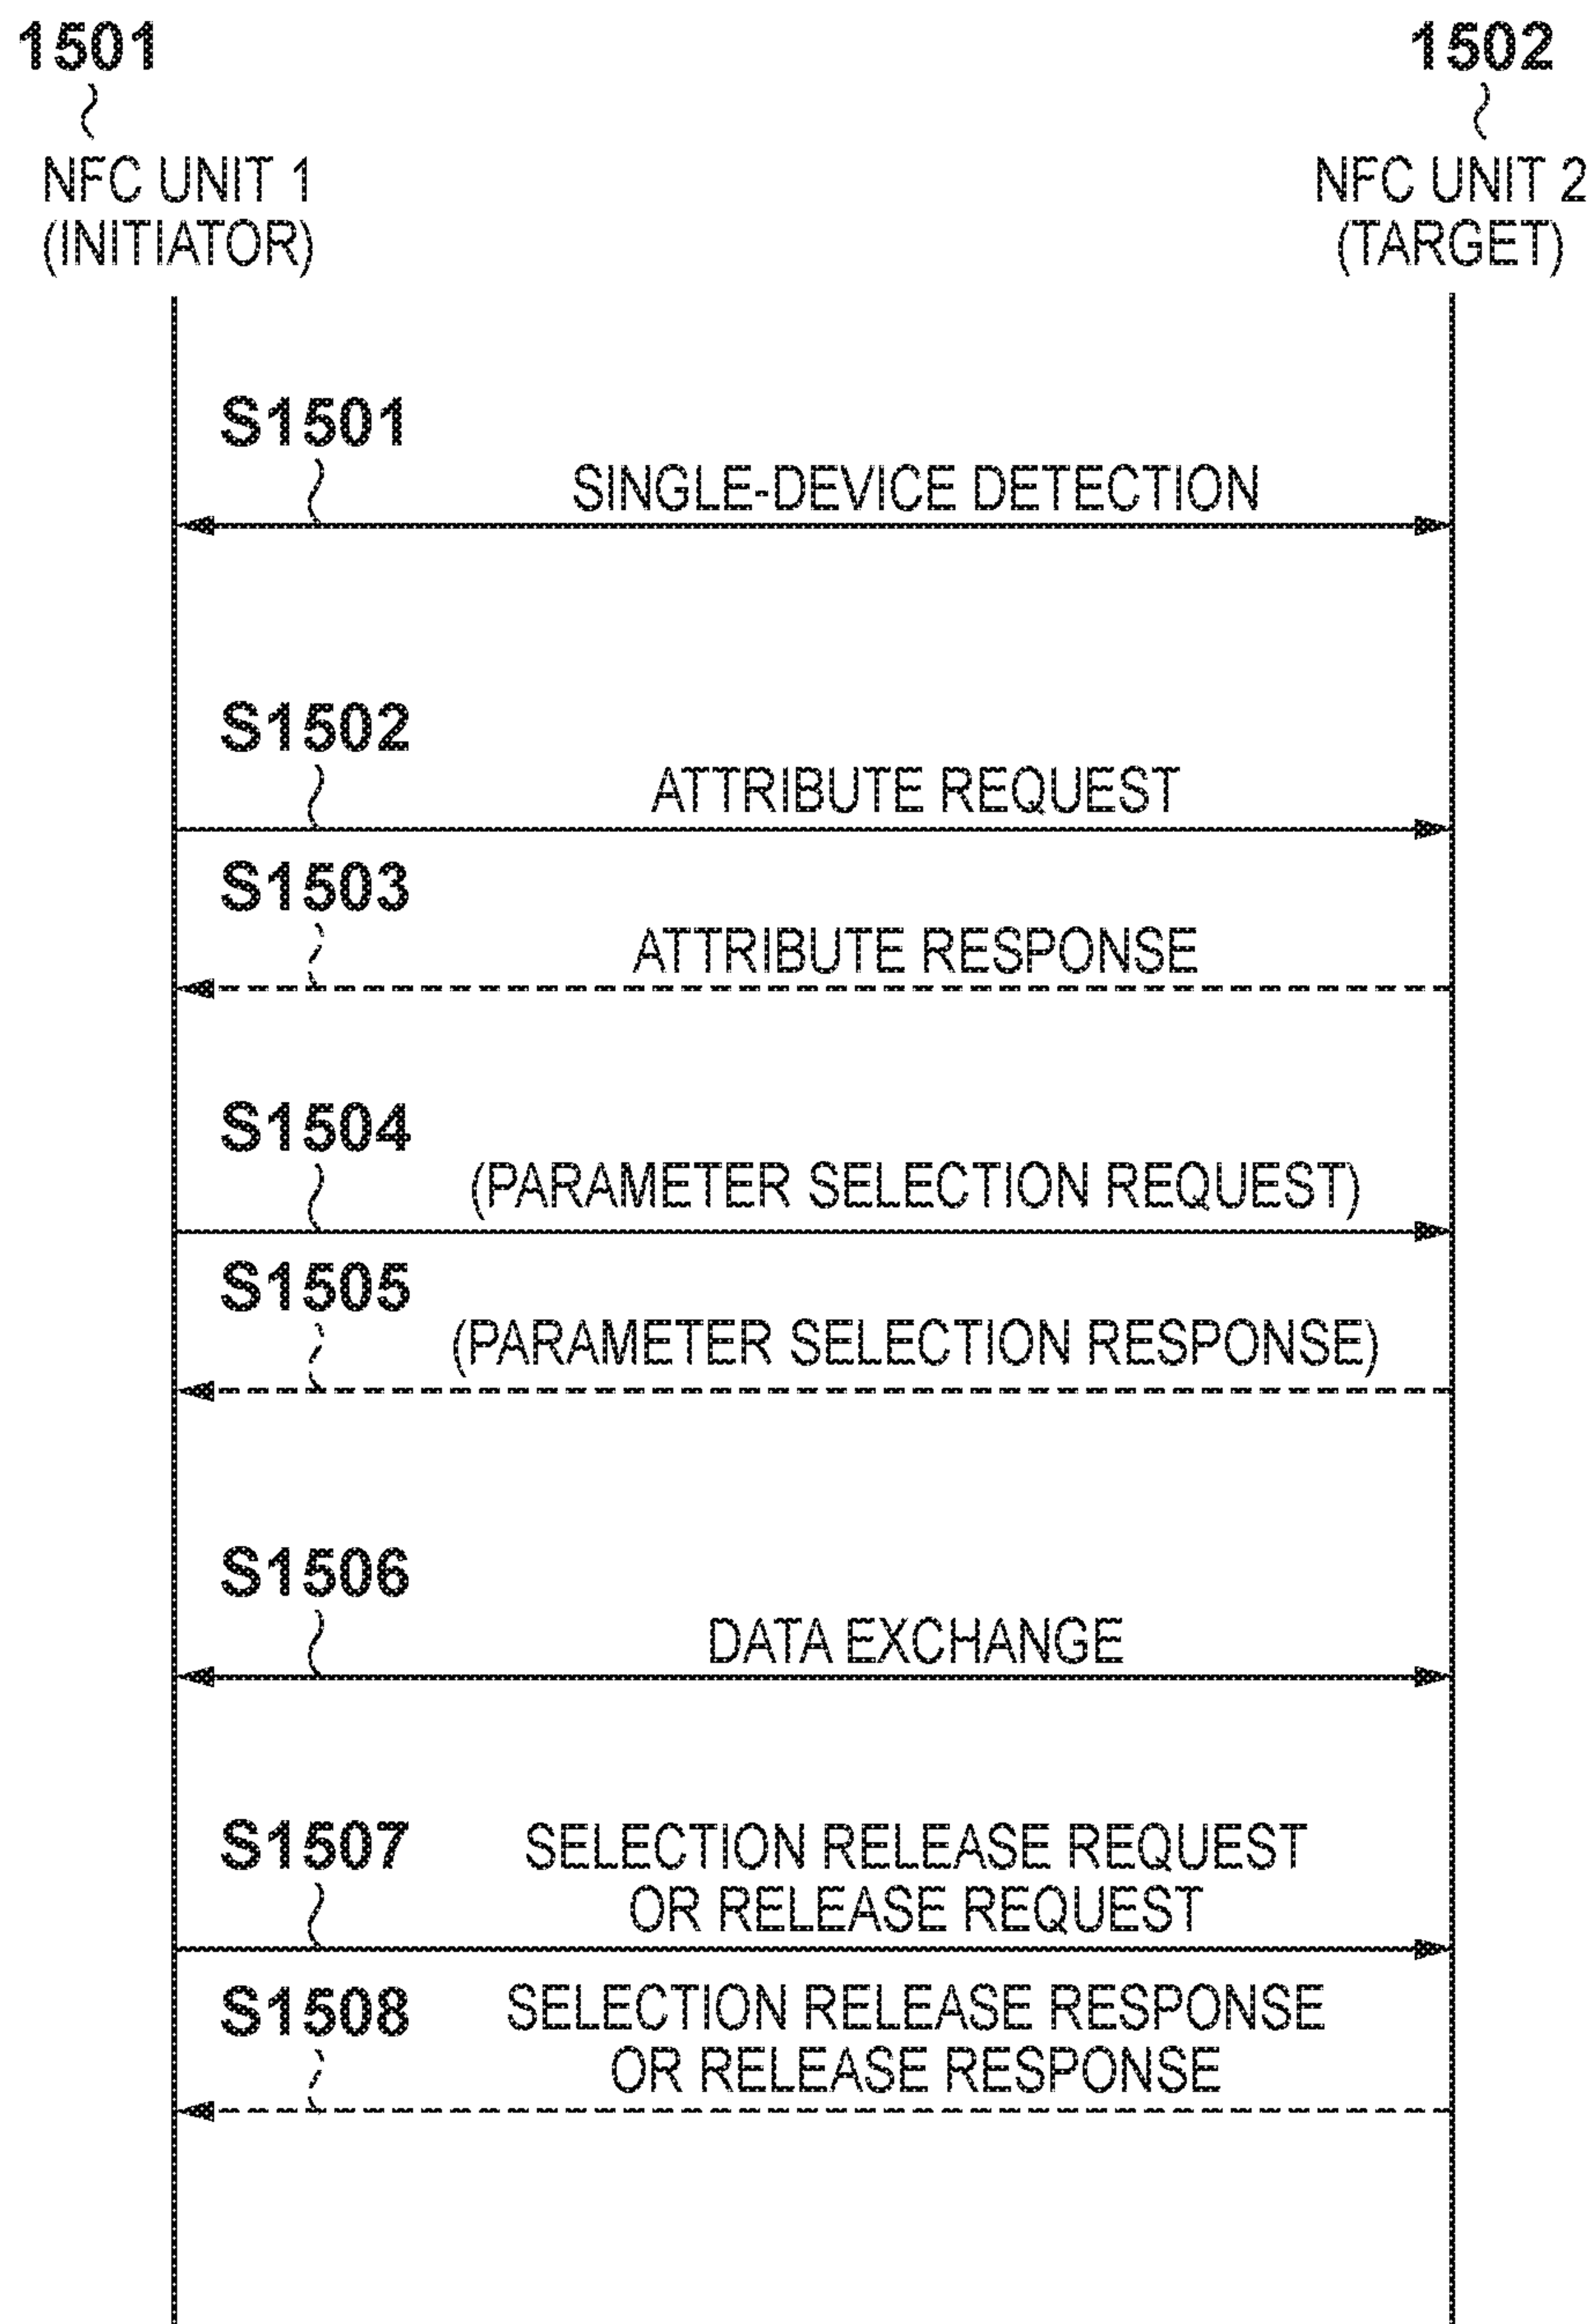 1501
1502
NFC UNIT 1
(INITIATOR)
NFC UNIT 2
(TARGET)
S1501
SINGLE-DEVICE DETECTION
S1502
ATTRIBUTE REQUEST
S1503
ATTRIBUTE RESPONSE
S1504
(PARAMETER SELECTION REQUEST)
S1505
(PARAMETER SELECTION RESPONSE)
S1506
DATA EXCHANGE
S1507
SELECTION RELEASE REQUEST
OR RELEASE REQUEST
S1508
SELECTION RELEASE RESPONSE
OR RELEASE RESPONSE